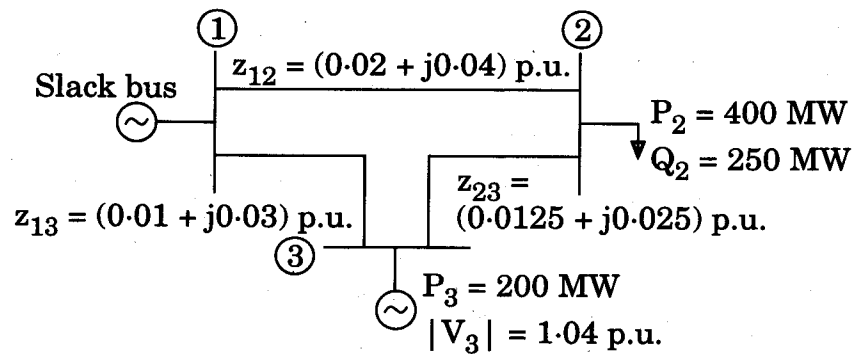 ① ②
z₁₂ = (0·02 + j0·04) p.u.
Slack bus
P₂ = 400 MW
Q₂ = 250 MW
z₂₃ =
(0·0125 + j0·025) p.u.
z₁₃ = (0·01 + j0·03) p.u.
③
P₃ = 200 MW
|V₃| = 1·04 p.u.